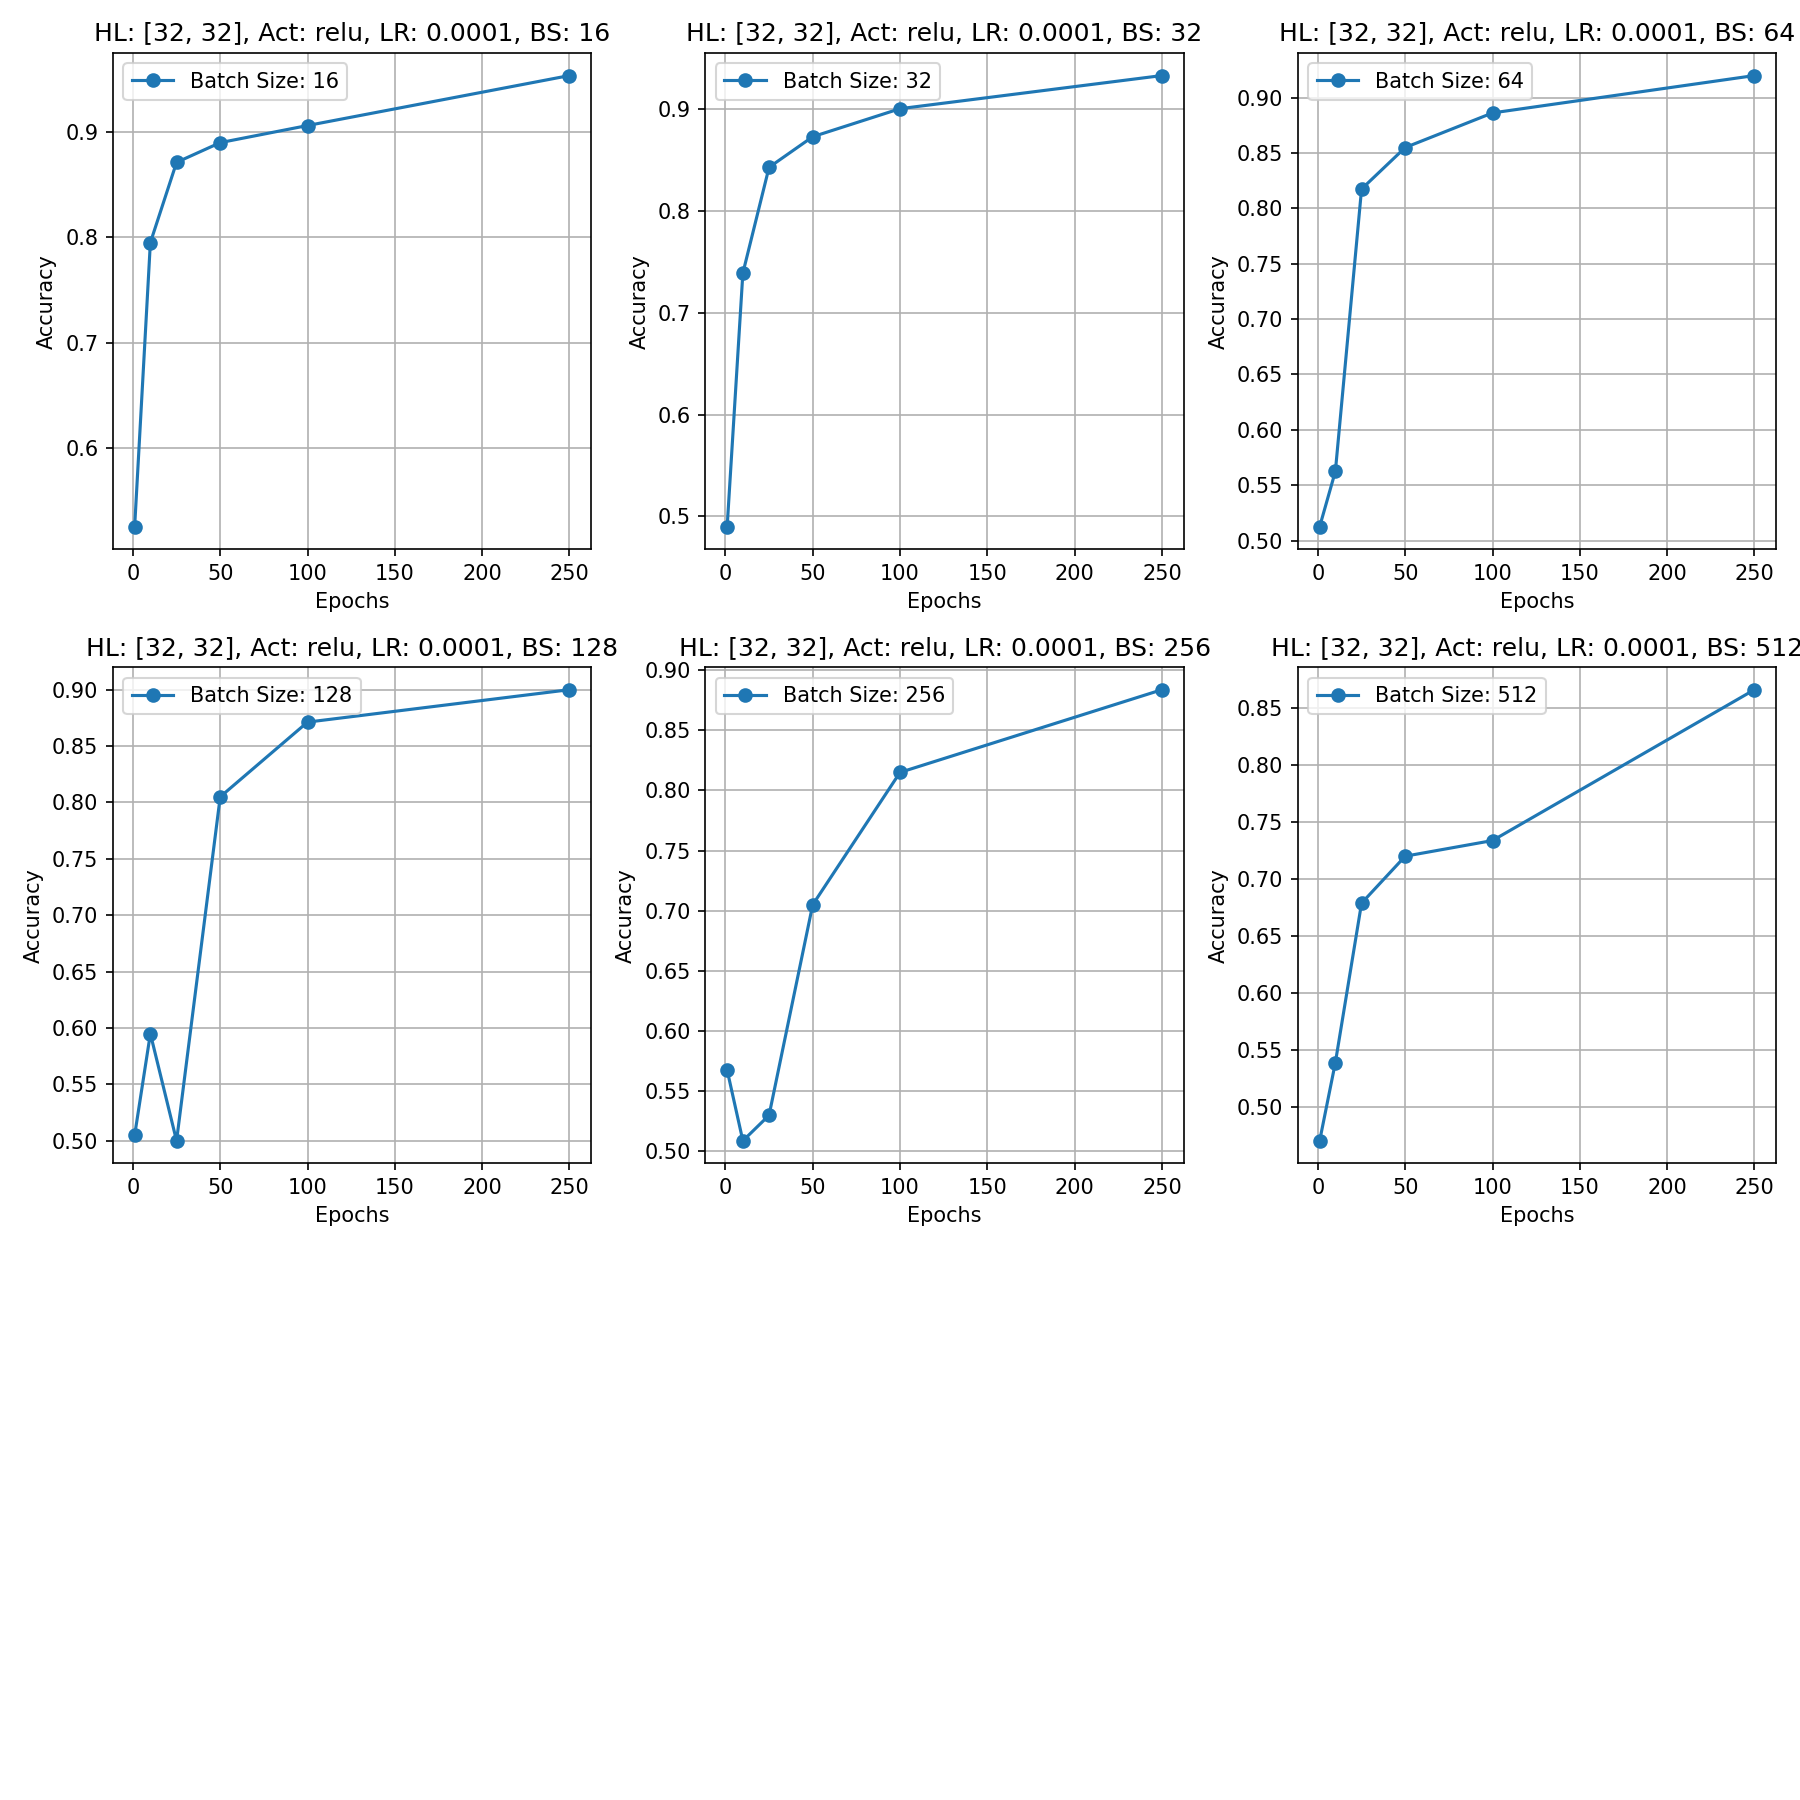 HL: [32, 32], Act: relu, LR: 0.0001, BS: 16
Batch Size: 16
Accuracy
0.9
0.8
0.7
0.6
0 50 100 150 200 250
Epochs
HL: [32, 32], Act: relu, LR: 0.0001, BS: 32
Batch Size: 32
Accuracy
0.9
0.8
0.7
0.6
0.5
0 50 100 150 200 250
Epochs
HL: [32, 32], Act: relu, LR: 0.0001, BS: 64
Batch Size: 64
Accuracy
0.90
0.85
0.80
0.75
0.70
0.65
0.60
0.55
0.50
0 50 100 150 200 250
Epochs
HL: [32, 32], Act: relu, LR: 0.0001, BS: 128
Batch Size: 128
Accuracy
0.90
0.85
0.80
0.75
0.70
0.65
0.60
0.55
0.50
0 50 100 150 200 250
Epochs
HL: [32, 32], Act: relu, LR: 0.0001, BS: 256
Batch Size: 256
Accuracy
0.90
0.85
0.80
0.75
0.70
0.65
0.60
0.55
0.50
0 50 100 150 200 250
Epochs
HL: [32, 32], Act: relu, LR: 0.0001, BS: 512
Batch Size: 512
Accuracy
0.85
0.80
0.75
0.70
0.65
0.60
0.55
0.50
0 50 100 150 200 250
Epochs